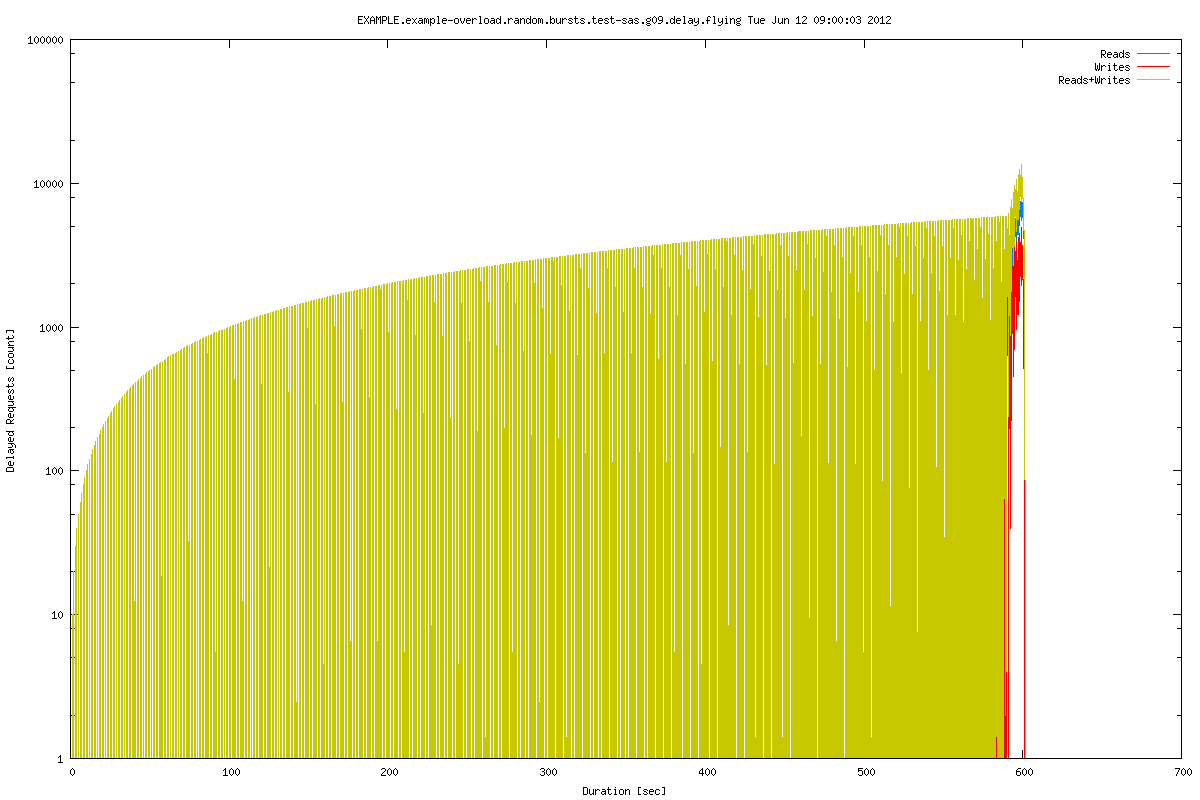 EXAMPLE.example-overload.random.bursts.test-sas.g09.delay.flying Tue Jun 12 09:00:03 2012
Reads
Writes
Reads+Writes
Delayed Requests [count]
100000
10000
1000
100
10
1
0 100 200 300 400 500 600 700
Duration [sec]